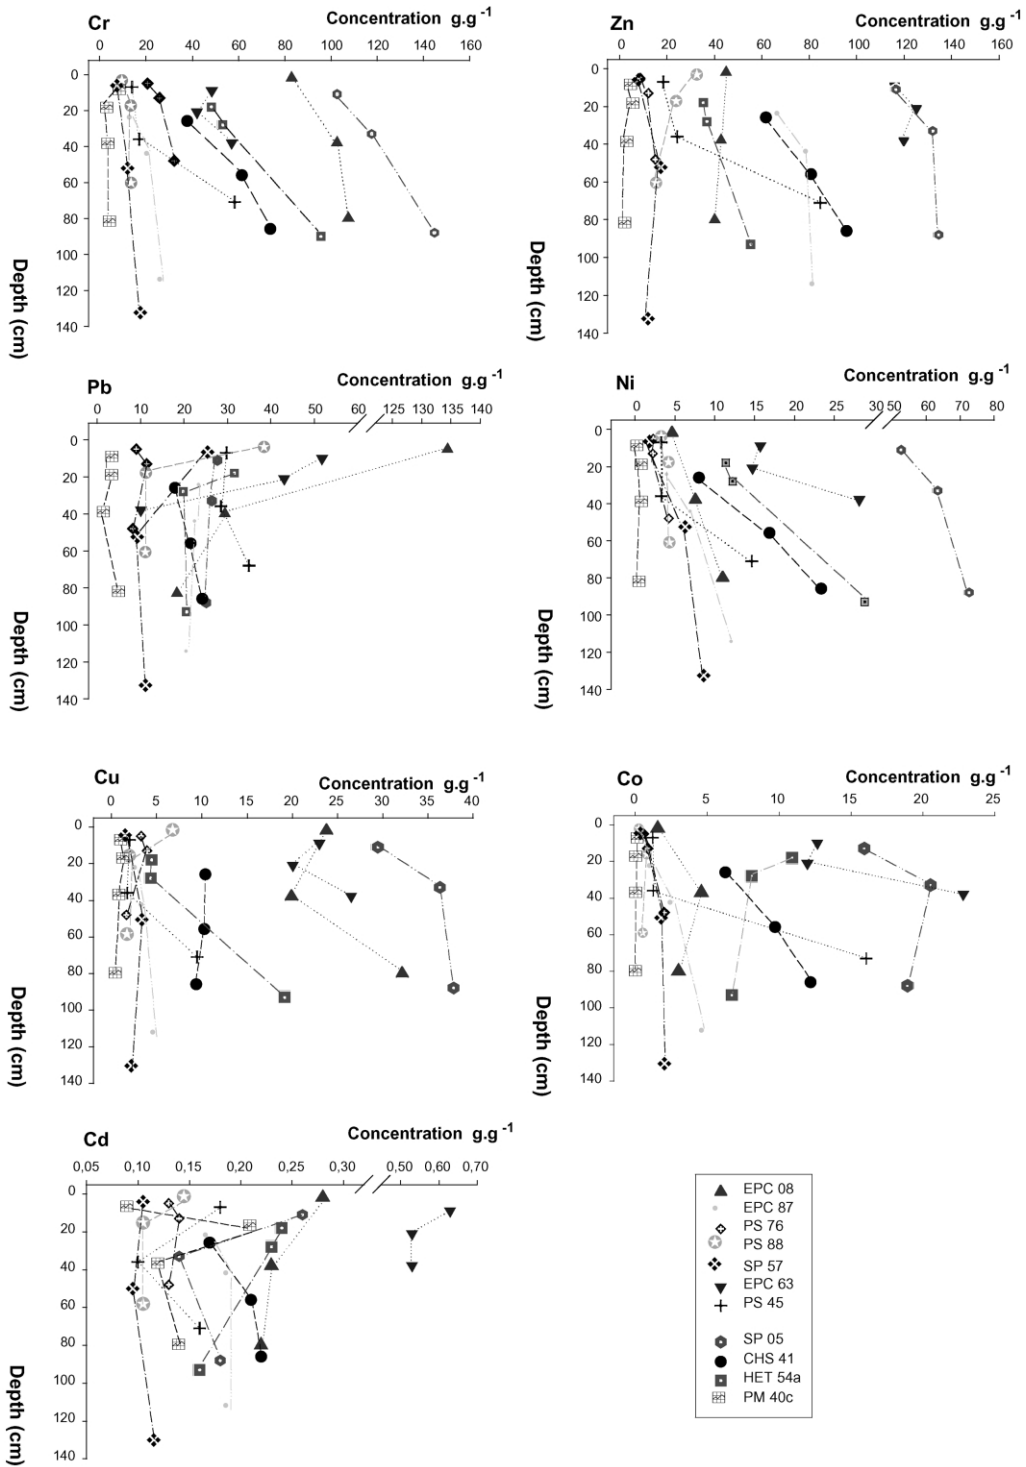 Cr
Concentration g.g -1
0 20 40 60 80 100 120 140 160
0
20
40
60
80
100
120
140
Depth (cm)
Zn
Concentration g.g -1
0 20 40 60 80 100 120 140 160
0
20
40
60
80
100
120
140
Depth (cm)
Pb
Concentration g.g -1
0 10 20 30 40 50 60 125 135 140
0
20
40
60
80
100
120
140
Depth (cm)
Ni
Concentration g.g -1
0 5 10 15 20 25 30 50 60 70 80
0
20
40
60
80
100
120
140
Depth (cm)
Cu
Concentration g.g -1
0 5 10 15 20 25 30 35 40
0
20
40
60
80
100
120
140
Depth (cm)
Co
Concentration g.g -1
0 5 10 15 20 25
0
20
40
60
80
100
120
140
Depth (cm)
Cd
Concentration g.g -1
0,05 0,10 0,15 0,20 0,25 0,30 0,50 0,60 0,70
0
20
40
60
80
100
120
140
Depth (cm)
EPC 08
EPC 87
PS 76
PS 88
SP 57
EPC 63
PS 45
SP 05
CHS 41
HET 54a
PM 40c